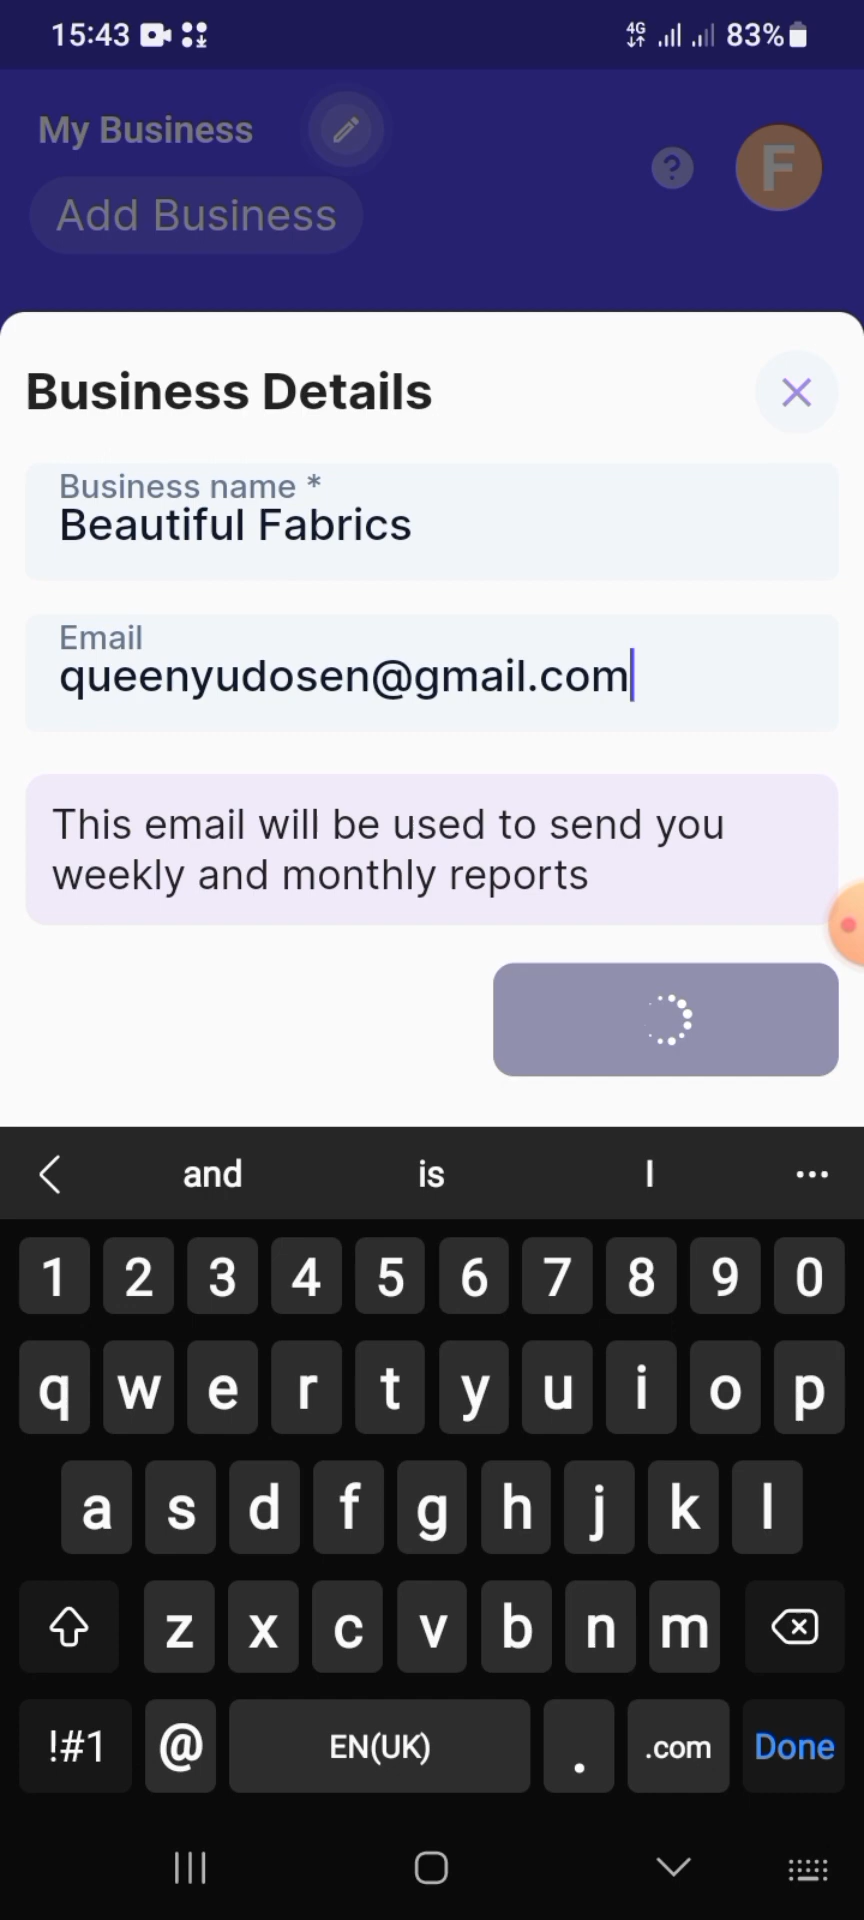 15:43 4G 83%
My Business
F
Add Business
Business Details
Business name *
Beautiful Fabrics
Email
queenyudosen@gmail.com
This email will be used to send you
weekly and monthly reports
and is I ...
1 2 3 4 5 6 7 8 9 0
q w e r t y u i o p
a s d f g h j k l
z x c v b n m
!#1 @ EN(UK) . .com Done